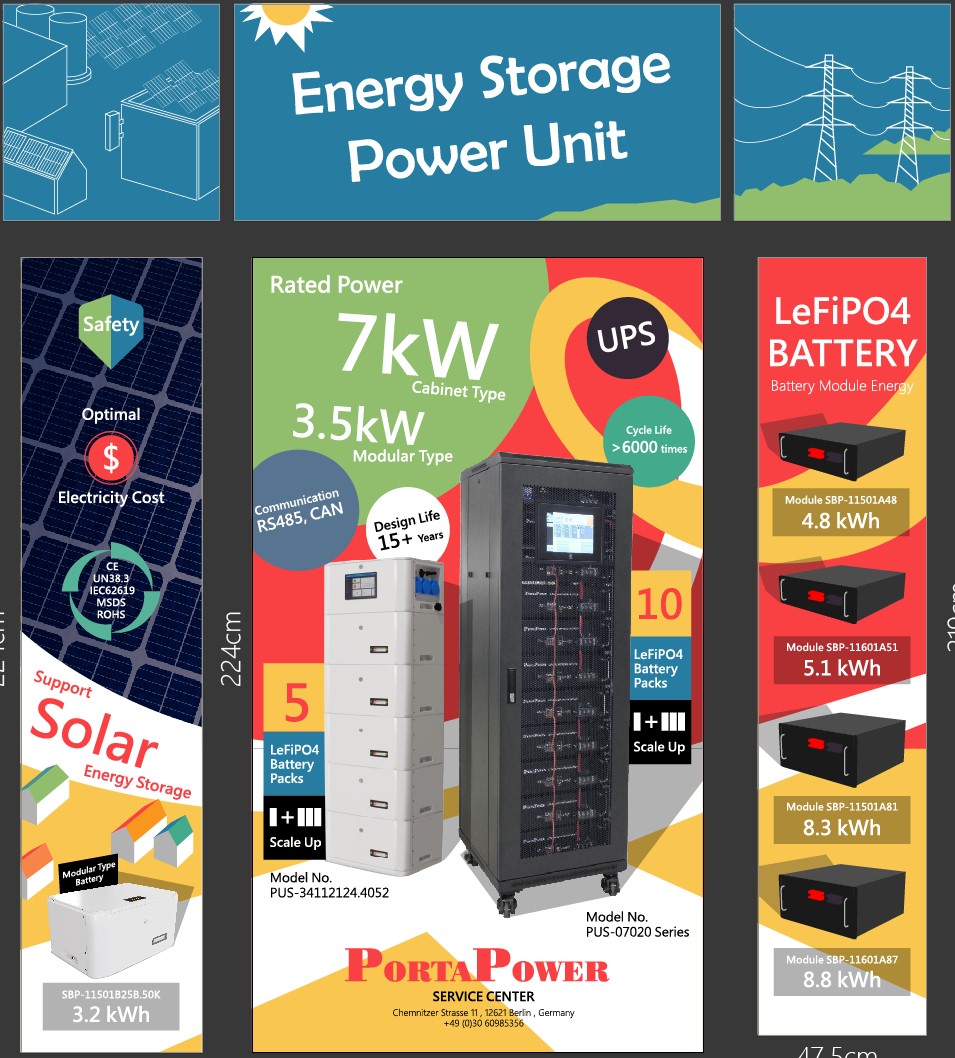 Energy Storage
Power Unit
Safety
Optimal
$
Electricity Cost
CE
UN38.3
IEC62619
MSDS
ROHS
Support
Solar
Energy Storage
Modular Type
Battery
SBP-11501B25B.50K
3.2 kWh
224cm
Rated Power
7kW
Cabinet Type
3.5kW
Modular Type
UPS
Cycle Life
>6000 times
Communication
RS485, CAN
Design Life
15+ Years
10
LeFiPO4
Battery
Packs
Scale Up
5
LeFiPO4
Battery
Packs
Scale Up
Model No.
PUS-34112124.4052
Model No.
PUS-07020 Series
PORTAPOWER
SERVICE CENTER
Chemnitzer Strasse 11 , 12621 Berlin , Germany
+49 (0)30 60985356
LeFiPO4
BATTERY
Battery Module Energy
Module SBP-11501A48
4.8 kWh
Module SBP-11601A51
5.1 kWh
Module SBP-11501A81
8.3 kWh
Module SBP-11601A87
8.8 kWh
47.5cm